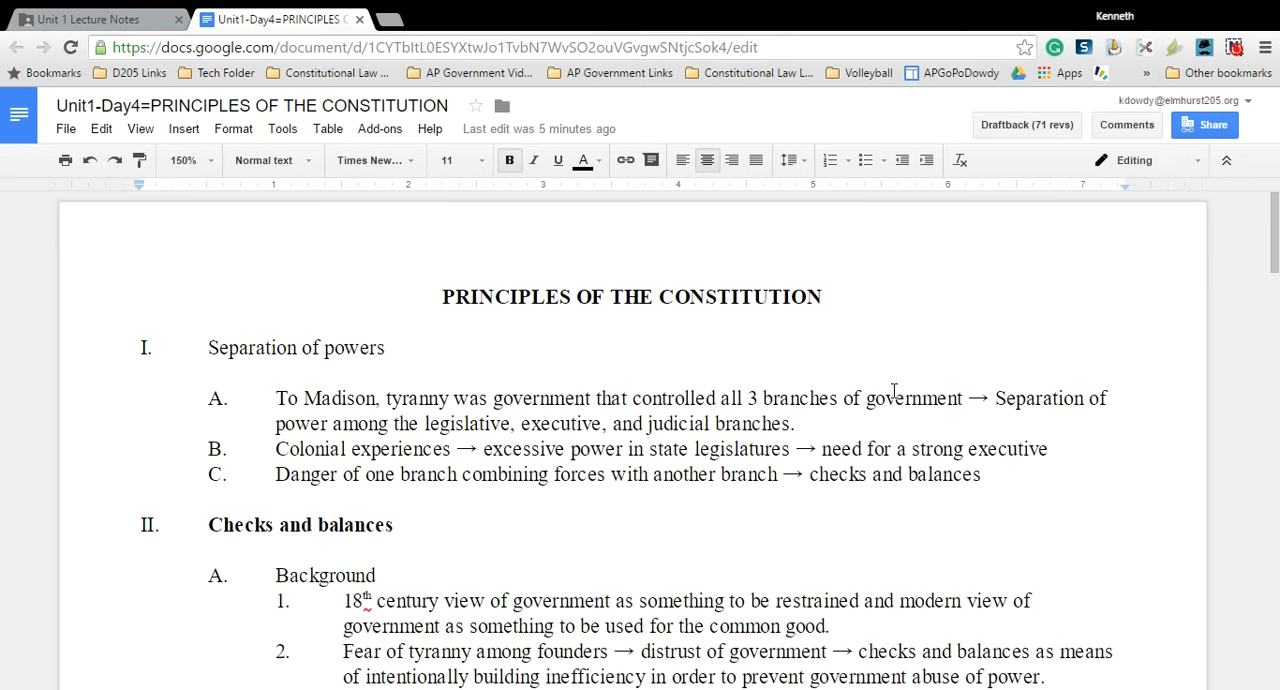 Kenneth
Unit 1 Lecture Notes
Unit1-Day4=PRINCIPLES C
https://docs.google.com/document/d/1CYTbItL0ESYXtwJo1TvbN7WvSO2ouVGvgwSNtjcSok4/edit
Bookmarks D205 Links Tech Folder Constitutional Law ... AP Government Vid... AP Government Links Constitutional Law L... Volleyball APGoPoDowdy Apps » Other bookmarks
Unit1-Day4=PRINCIPLES OF THE CONSTITUTION
kdowdy@elmhurst205.org
File Edit View Insert Format Tools Table Add-ons Help Last edit was 5 minutes ago
Draftback (71 revs) Comments Share
150% Normal text Times New... 11 B I U A Editing
1 2 3 4 5 6 7
PRINCIPLES OF THE CONSTITUTION
I. Separation of powers
A. To Madison, tyranny was government that controlled all 3 branches of government → Separation of
power among the legislative, executive, and judicial branches.
B. Colonial experiences → excessive power in state legislatures → need for a strong executive
C. Danger of one branch combining forces with another branch → checks and balances
II. Checks and balances
A. Background
1. 18th century view of government as something to be restrained and modern view of
government as something to be used for the common good.
2. Fear of tyranny among founders → distrust of government → checks and balances as means
of intentionally building inefficiency in order to prevent government abuse of power.